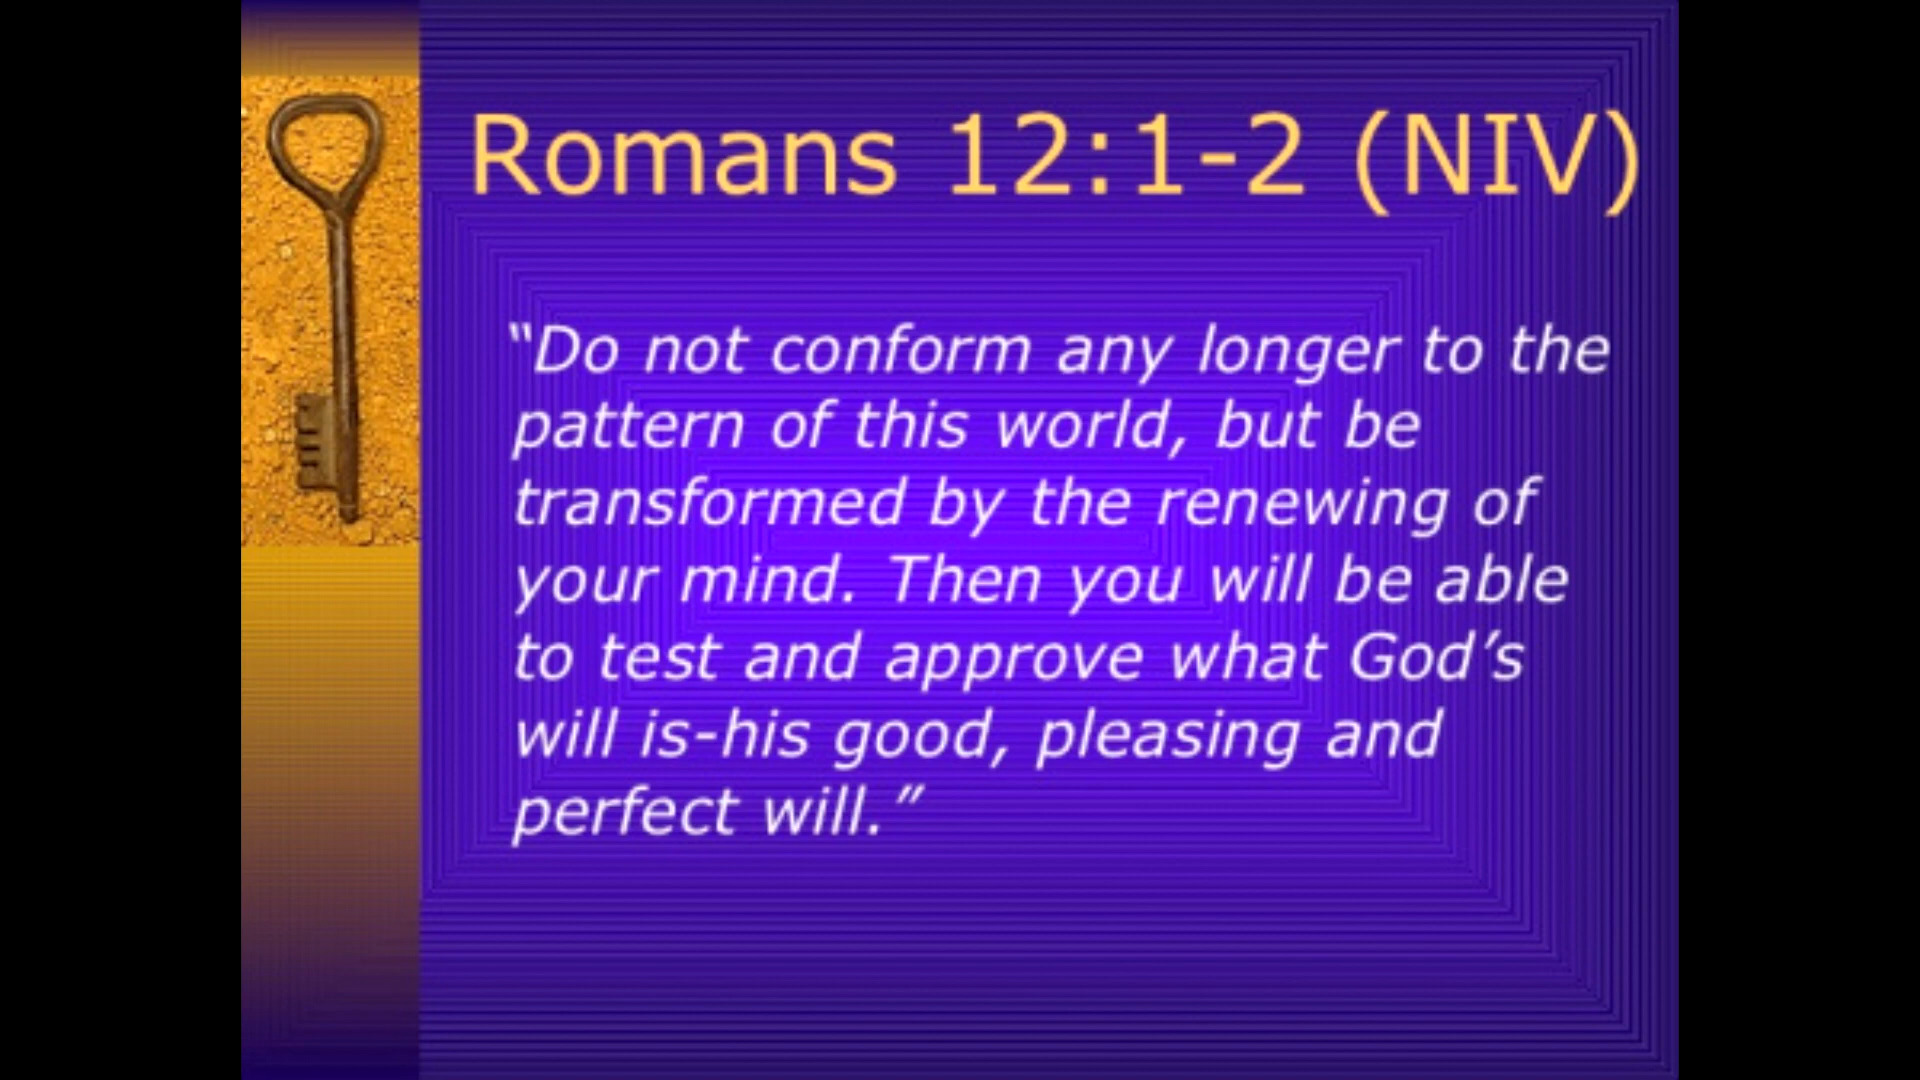 Romans 12:1-2 (NIV)
“Do not conform any longer to the
pattern of this world, but be
transformed by the renewing of
your mind. Then you will be able
to test and approve what God’s
will is-his good, pleasing and
perfect will.”